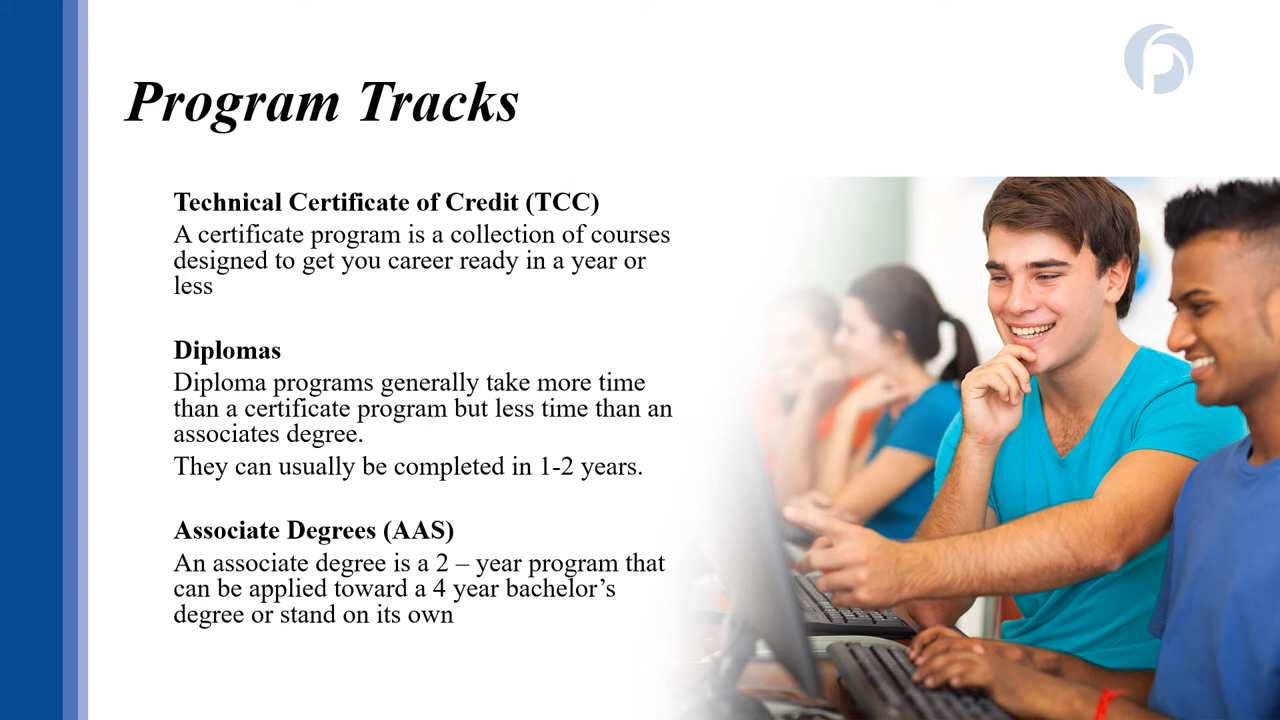 Program Tracks
Technical Certificate of Credit (TCC)
A certificate program is a collection of courses
designed to get you career ready in a year or
less
Diplomas
Diploma programs generally take more time
than a certificate program but less time than an
associates degree.
They can usually be completed in 1-2 years.
Associate Degrees (AAS)
An associate degree is a 2 – year program that
can be applied toward a 4 year bachelor’s
degree or stand on its own